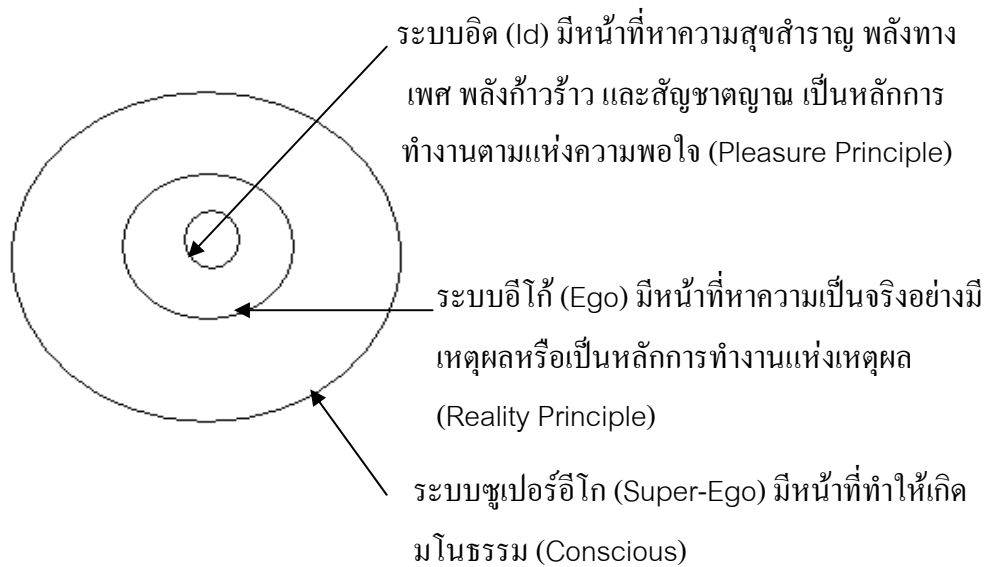 ระบบอิด (Id) มีหน้าที่หาความสุขสำราญ พลังทาง
เพศ พลังก้าวร้าว และสัญชาตญาณ เป็นหลักการ
ทำงานตามแห่งความพอใจ (Pleasure Principle)
ระบบอีโก้ (Ego) มีหน้าที่หาความเป็นจริงอย่างมี
เหตุผลหรือเป็นหลักการทำงานแห่งเหตุผล
(Reality Principle)
ระบบซูเปอร์อีโก (Super-Ego) มีหน้าที่ทำให้เกิด
มโนธรรม (Conscious)